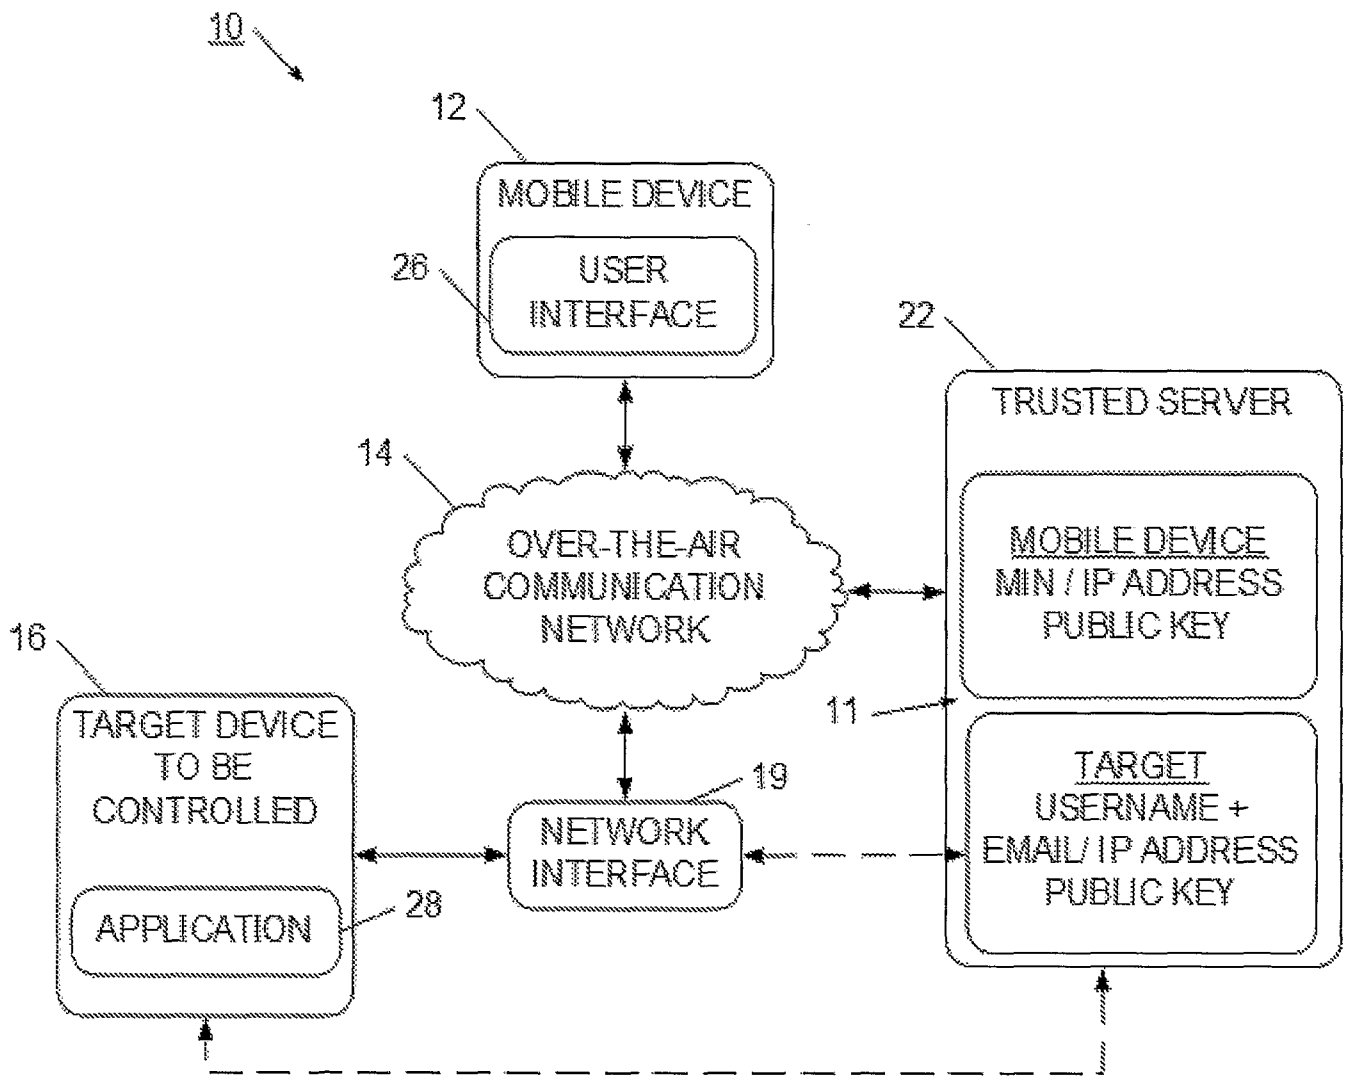 10
12
MOBILE DEVICE
26
USER
INTERFACE
22
TRUSTED SERVER
14
OVER-THE-AIR
COMMUNICATION
NETWORK
MOBILE DEVICE
MIN / IP ADDRESS
PUBLIC KEY
16
11
TARGET DEVICE
TO BE
CONTROLLED
19
TARGET
USERNAME +
EMAIL/ IP ADDRESS
PUBLIC KEY
NETWORK
INTERFACE
28
APPLICATION